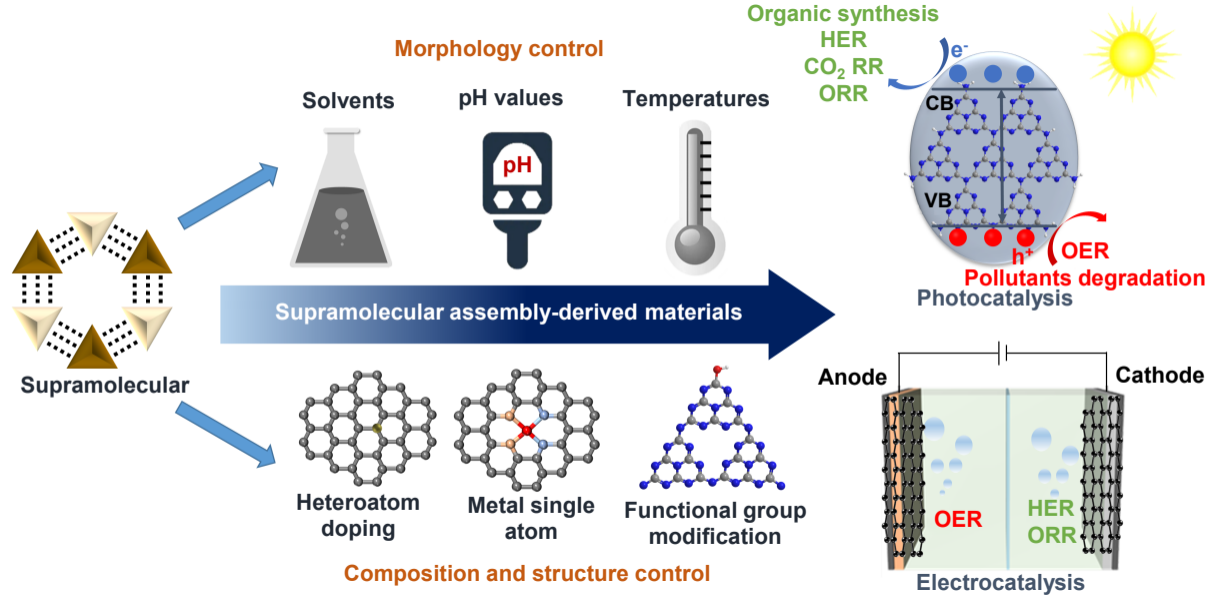 Morphology control
Solvents
pH values
Temperatures
pH
Supramolecular
Supramolecular assembly-derived materials
Heteroatom
doping
Metal single
atom
Functional group
modification
Composition and structure control
Organic synthesis
HER
CO₂ RR
ORR
e⁻
CB
VB
h⁺
OER
Pollutants degradation
Photocatalysis
Anode
Cathode
OER
HER
ORR
Electrocatalysis